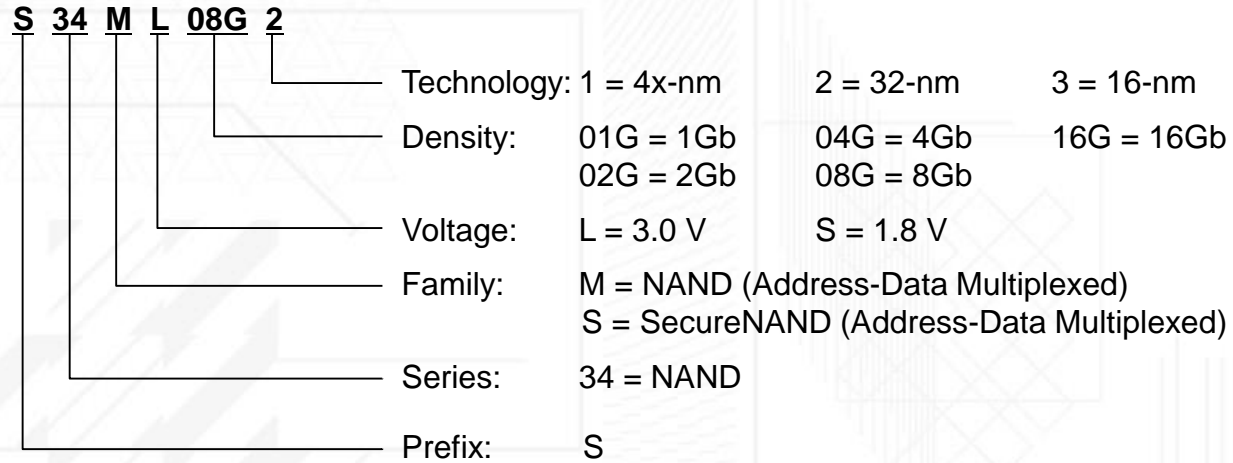 S 34 M L 08G 2
Technology: 1 = 4x-nm 2 = 32-nm 3 = 16-nm
Density: 01G = 1Gb 04G = 4Gb 16G = 16Gb
02G = 2Gb 08G = 8Gb
Voltage: L = 3.0 V S = 1.8 V
Family: M = NAND (Address-Data Multiplexed)
S = SecureNAND (Address-Data Multiplexed)
Series: 34 = NAND
Prefix: S